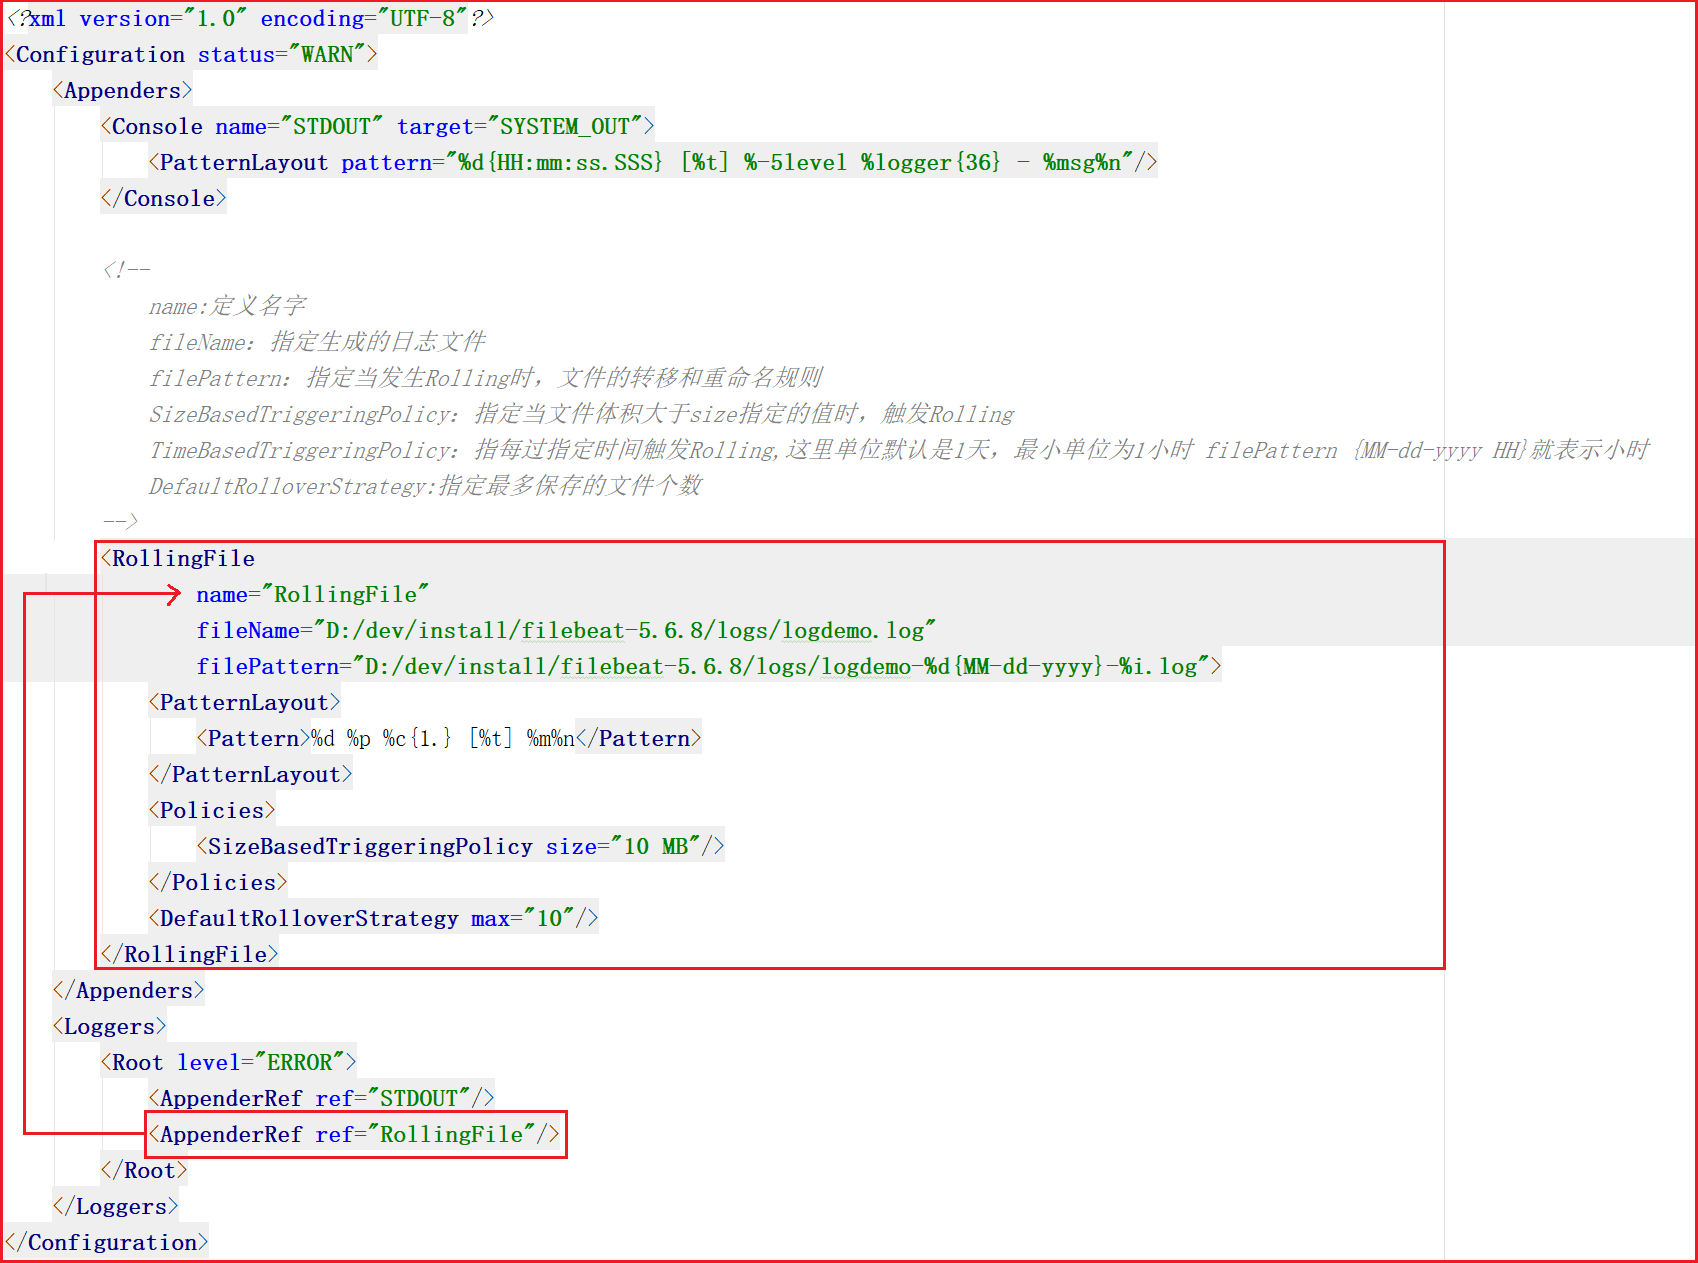 <?xml version="1.0" encoding="UTF-8"?>
<Configuration status="WARN">
<Appenders>
<Console name="STDOUT" target="SYSTEM_OUT">
<PatternLayout pattern="%d{HH:mm:ss.SSS} [%t] %-5level %logger{36} - %msg%n"/>
</Console>
<!--
name:定义名字
fileName：指定生成的日志文件
filePattern：指定当发生Rolling时，文件的转移和重命名规则
SizeBasedTriggeringPolicy：指定当文件体积大于size指定的值时，触发Rolling
TimeBasedTriggeringPolicy：指每过指定时间触发Rolling,这里单位默认是1天，最小单位为1小时 filePattern {MM-dd-yyyy HH}就表示小时
DefaultRolloverStrategy:指定最多保存的文件个数
-->
<RollingFile
name="RollingFile"
fileName="D:/dev/install/filebeat-5.6.8/logs/logdemo.log"
filePattern="D:/dev/install/filebeat-5.6.8/logs/logdemo-%d{MM-dd-yyyy}-%i.log">
<PatternLayout>
<Pattern>%d %p %c{1.} [%t] %m%n</Pattern>
</PatternLayout>
<Policies>
<SizeBasedTriggeringPolicy size="10 MB"/>
</Policies>
<DefaultRolloverStrategy max="10"/>
</RollingFile>
</Appenders>
<Loggers>
<Root level="ERROR">
<AppenderRef ref="STDOUT"/>
<AppenderRef ref="RollingFile"/>
</Root>
</Loggers>
</Configuration>